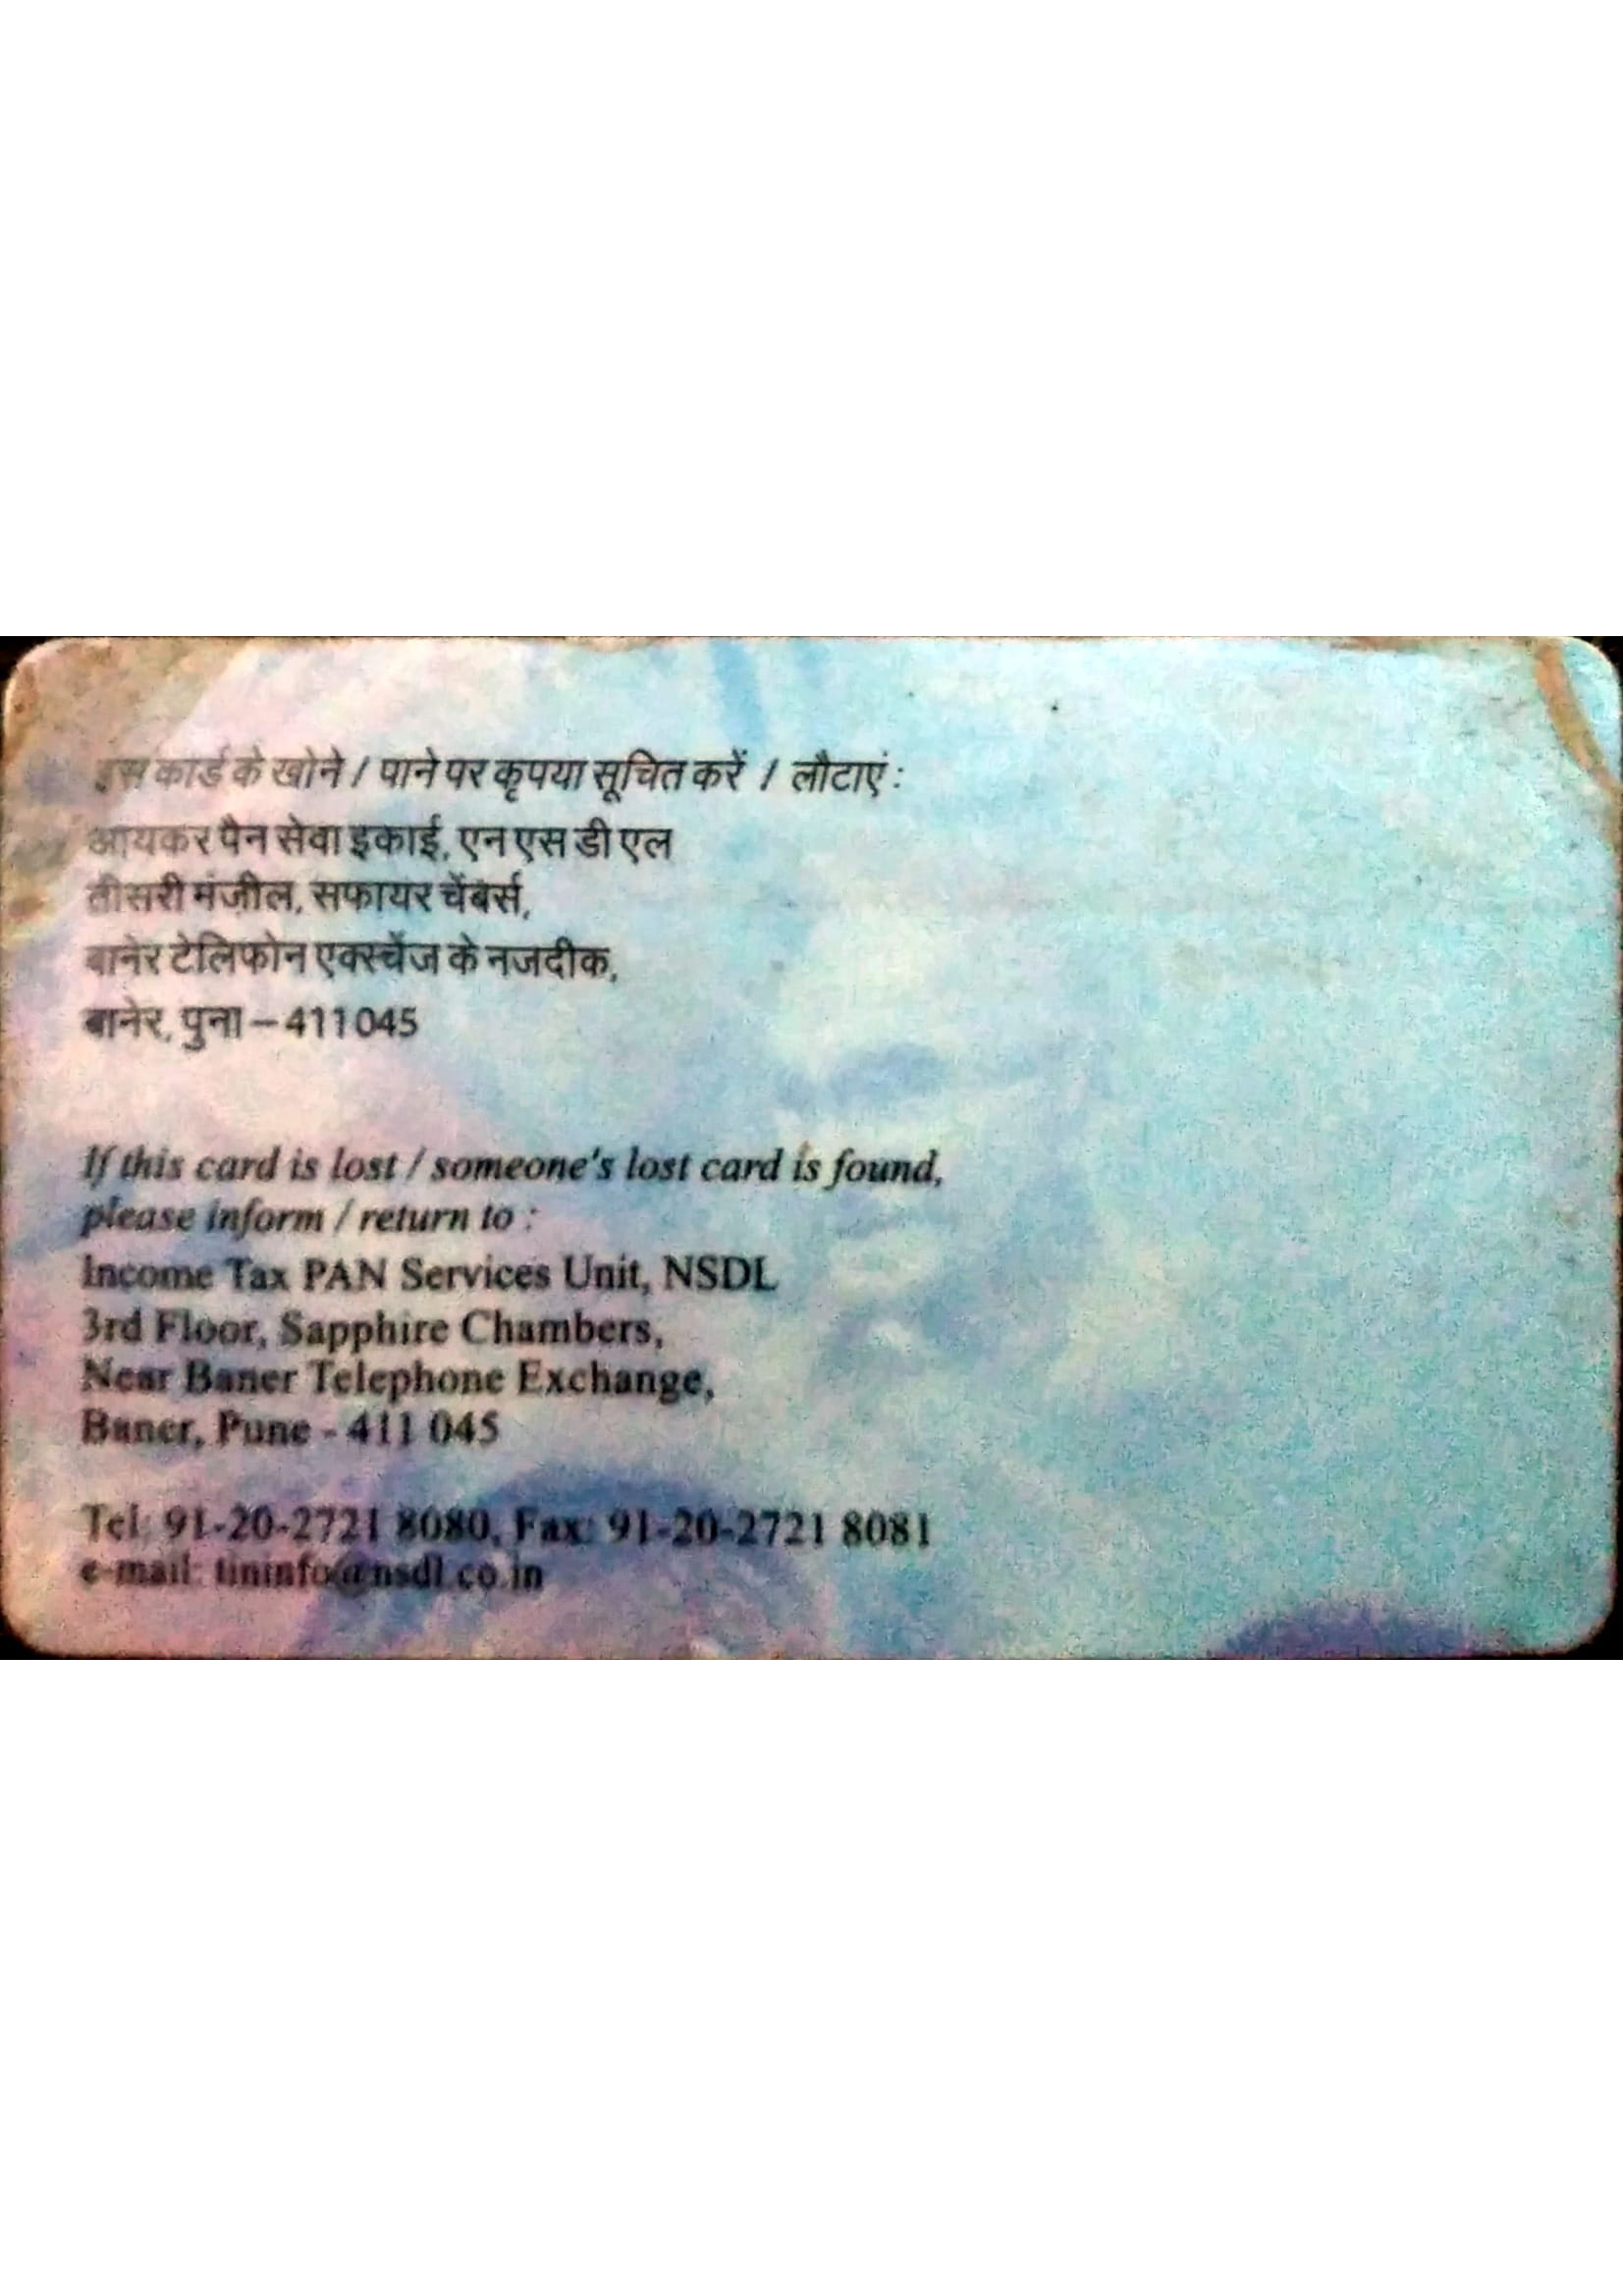 इस कार्ड के खोने / पाने पर कृपया सूचित करें / लौटाएं :
आयकर पैन सेवा इकाई, एन एस डी एल
तीसरी मंजील, सफायर चेंबर्स,
बानेर टेलिफोन एक्स्चेंज के नजदीक,
बानेर, पुना – 411045
If this card is lost / someone's lost card is found,
please inform / return to :
Income Tax PAN Services Unit, NSDL
3rd Floor, Sapphire Chambers,
Near Baner Telephone Exchange,
Baner, Pune - 411 045
Tel: 91-20-2721 8080, Fax: 91-20-2721 8081
e-mail: tininfo@nsdl.co.in